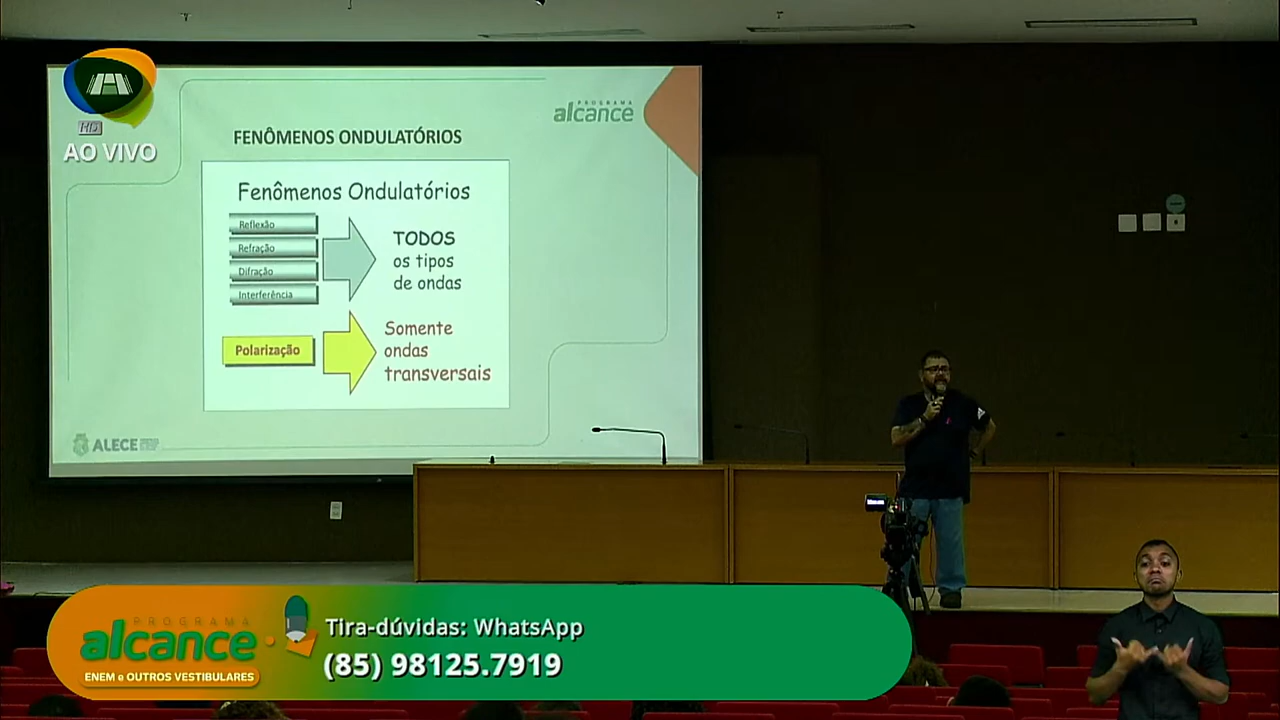 HD
AO VIVO
PROGRAMA
alcance
FENÔMENOS ONDULATÓRIOS
Fenômenos Ondulatórios
Reflexão
Refração
Difração
Interferência
TODOS
os tipos
de ondas
Polarização
Somente
ondas
transversais
ALECE
PROGRAMA
alcance
ENEM e OUTROS VESTIBULARES
Tira-dúvidas: WhatsApp
(85) 98125.7919